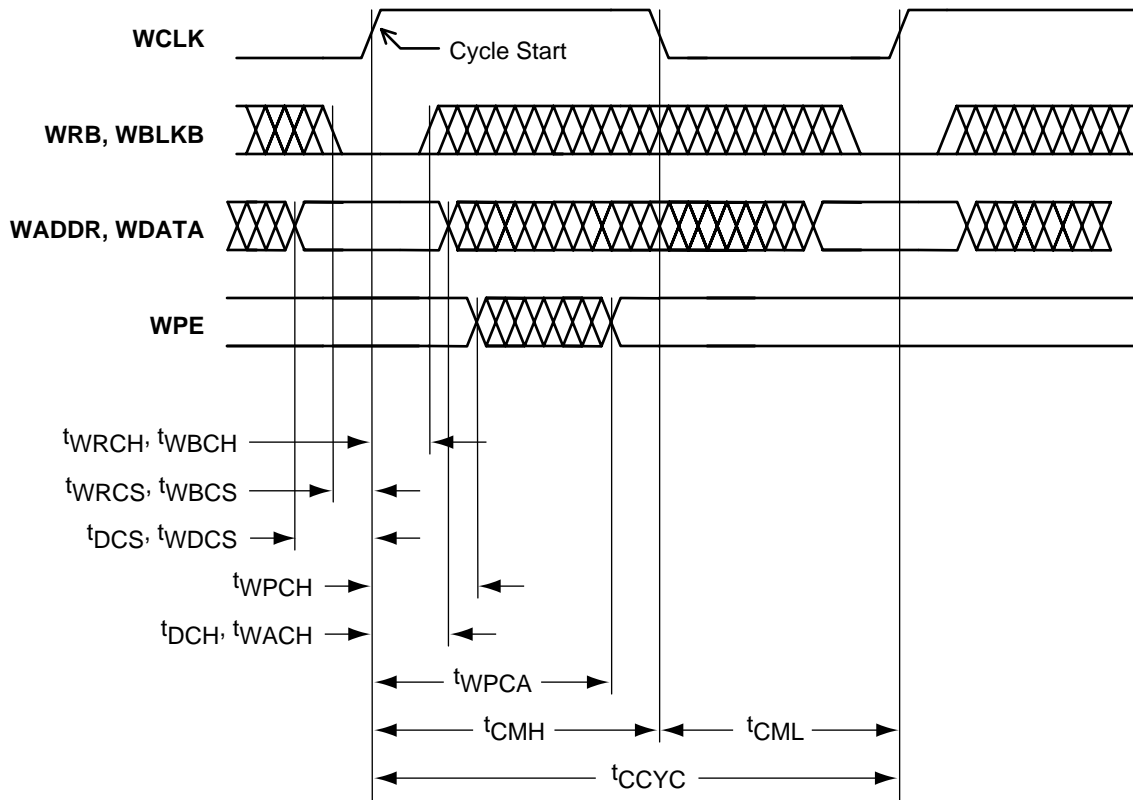 WCLK
Cycle Start
WRB, WBLKB
WADDR, WDATA
WPE
tWRCH, tWBCH
tWRCS, tWBCS
tDCS, tWDCS
tWPCH
tDCH, tWACH
tWPCA
tCMH
tCML
tCCYC